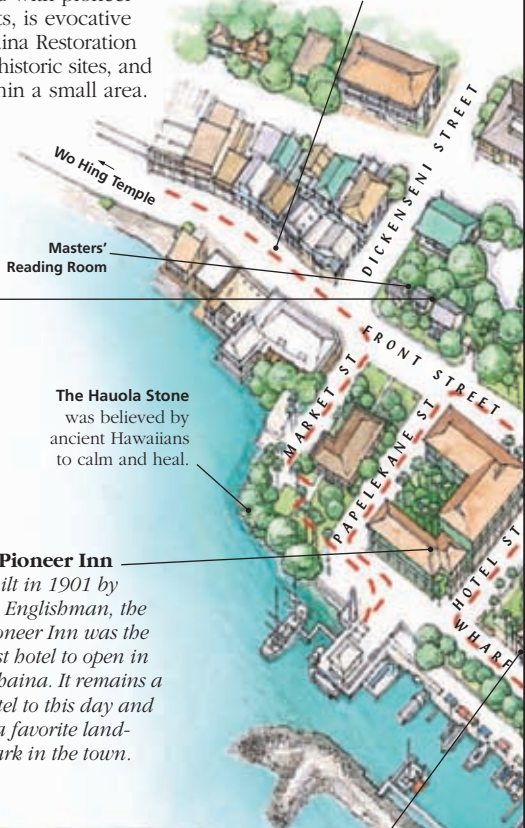 with pioneer
ts, is evocative
aina Restoration
historic sites, and
hin a small area.
Wo Hing Temple
Masters'
Reading Room
DICKENSENI STREET
FRONT STREET
MARKET ST
PAPELEKANE ST
HOTEL ST
WHARF
The Hauola Stone
was believed by
ancient Hawaiians
to calm and heal.
Pioneer Inn
ilt in 1901 by
Englishman, the
oneer Inn was the
st hotel to open in
haina. It remains a
tel to this day and
a favorite land-
ark in the town.